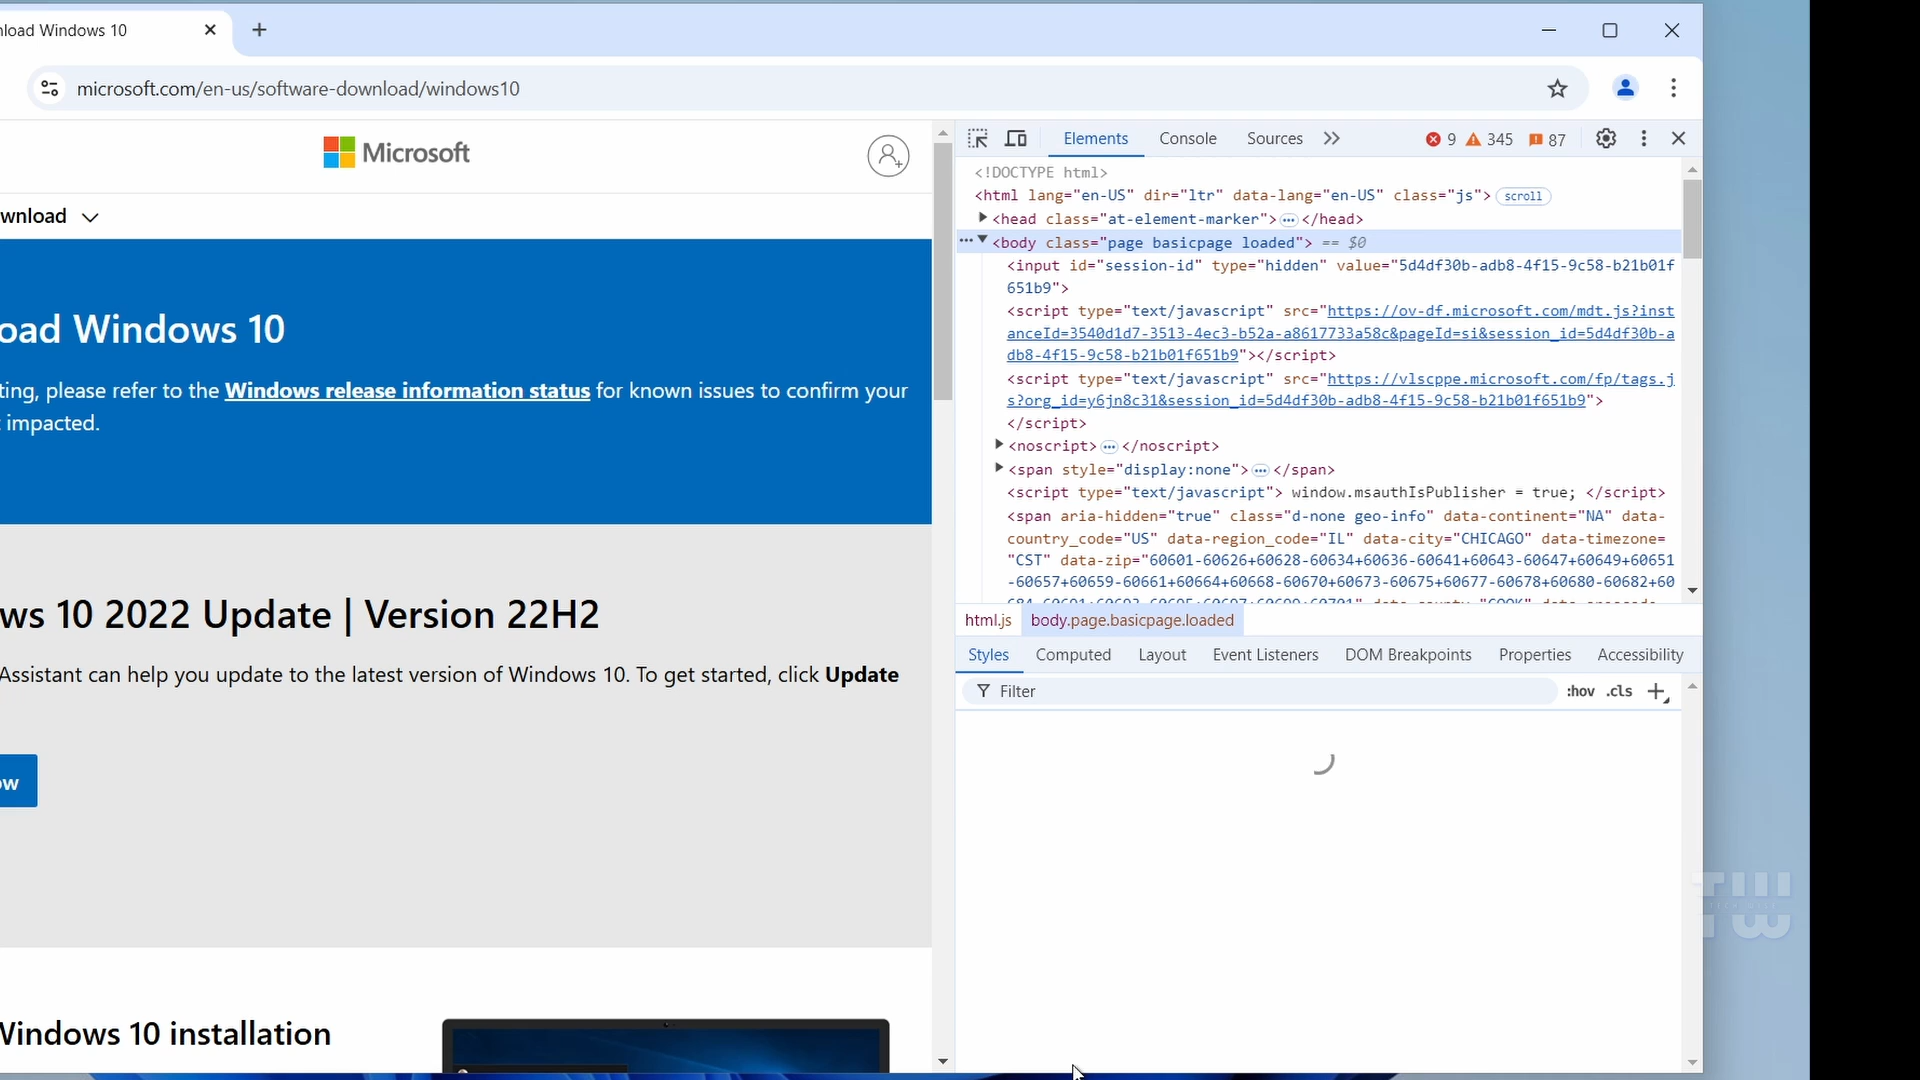 nload Windows 10
microsoft.com/en-us/software-download/windows10
Microsoft
wnload
oad Windows 10
ting, please refer to the Windows release information status for known issues to confirm your
impacted.
ws 10 2022 Update | Version 22H2
Assistant can help you update to the latest version of Windows 10. To get started, click Update
ow
Windows 10 installation
Elements Console Sources 9 345 87
<!DOCTYPE html>
<html lang="en-US" dir="ltr" data-lang="en-US" class="js"> scroll
<head class="at-element-marker"> … </head>
… <body class="page basicpage loaded"> == $0
<input id="session-id" type="hidden" value="5d4df30b-adb8-4f15-9c58-b21b01f
651b9">
<script type="text/javascript" src="https://ov-df.microsoft.com/mdt.js?inst
anceId=3540d1d7-3513-4ec3-b52a-a8617733a58c&pageId=si&session_id=5d4df30b-a
db8-4f15-9c58-b21b01f651b9"></script>
<script type="text/javascript" src="https://vlscppe.microsoft.com/fp/tags.j
s?org_id=y6jn8c31&session_id=5d4df30b-adb8-4f15-9c58-b21b01f651b9">
</script>
<noscript> … </noscript>
<span style="display:none"> … </span>
<script type="text/javascript"> window.msauthIsPublisher = true; </script>
<span aria-hidden="true" class="d-none geo-info" data-continent="NA" data-
country_code="US" data-region_code="IL" data-city="CHICAGO" data-timezone=
"CST" data-zip="60601-60626+60628-60634+60636-60641+60643-60647+60649+60651
-60657+60659-60661+60664+60668-60670+60673-60675+60677-60678+60680-60682+60
html.js body.page.basicpage.loaded
Styles Computed Layout Event Listeners DOM Breakpoints Properties Accessibility
Filter :hov .cls
TW